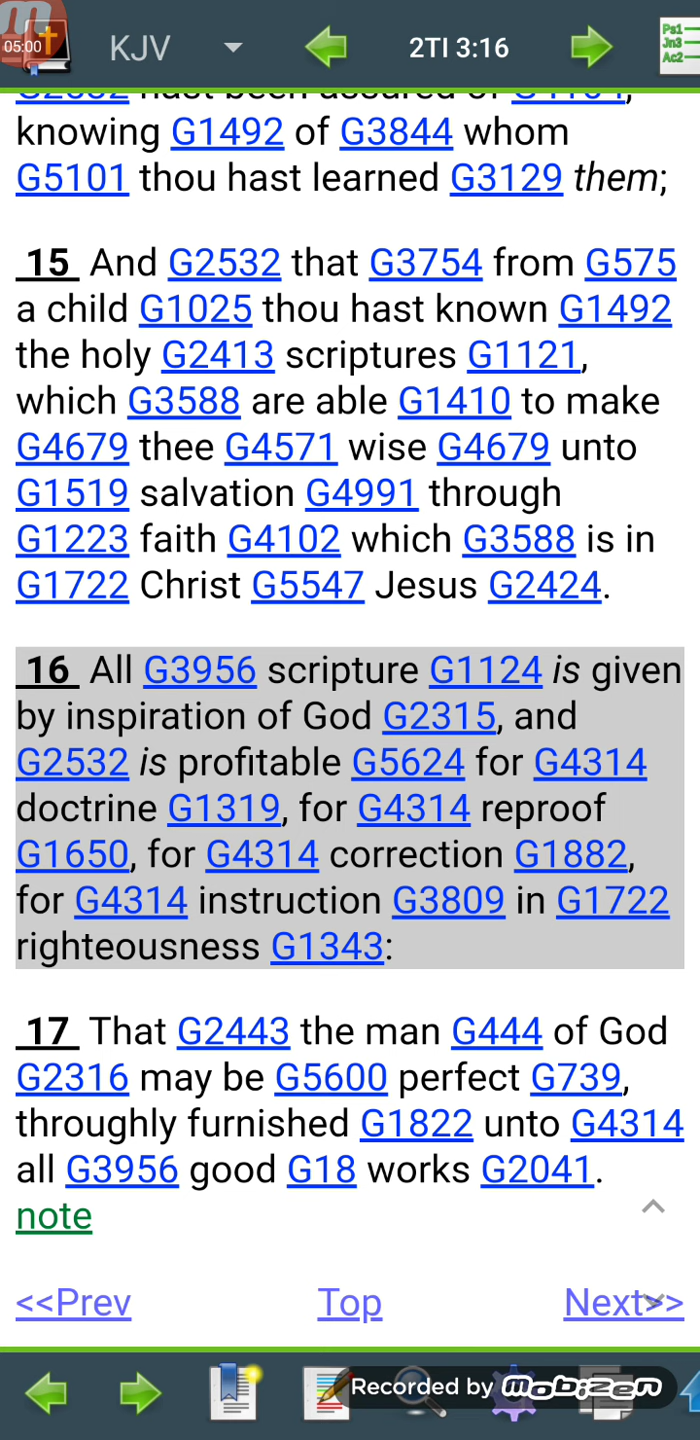 05:00 KJV 2TI 3:16 Ps1 Jn3 Ac2
G2532 hast been assured of G4104,
knowing G1492 of G3844 whom
G5101 thou hast learned G3129 them;
15 And G2532 that G3754 from G575
a child G1025 thou hast known G1492
the holy G2413 scriptures G1121,
which G3588 are able G1410 to make
G4679 thee G4571 wise G4679 unto
G1519 salvation G4991 through
G1223 faith G4102 which G3588 is in
G1722 Christ G5547 Jesus G2424.
16 All G3956 scripture G1124 is given
by inspiration of God G2315, and
G2532 is profitable G5624 for G4314
doctrine G1319, for G4314 reproof
G1650, for G4314 correction G1882,
for G4314 instruction G3809 in G1722
righteousness G1343:
17 That G2443 the man G444 of God
G2316 may be G5600 perfect G739,
throughly furnished G1822 unto G4314
all G3956 good G18 works G2041.
note
<<Prev Top Next>>
Recorded by mobizen